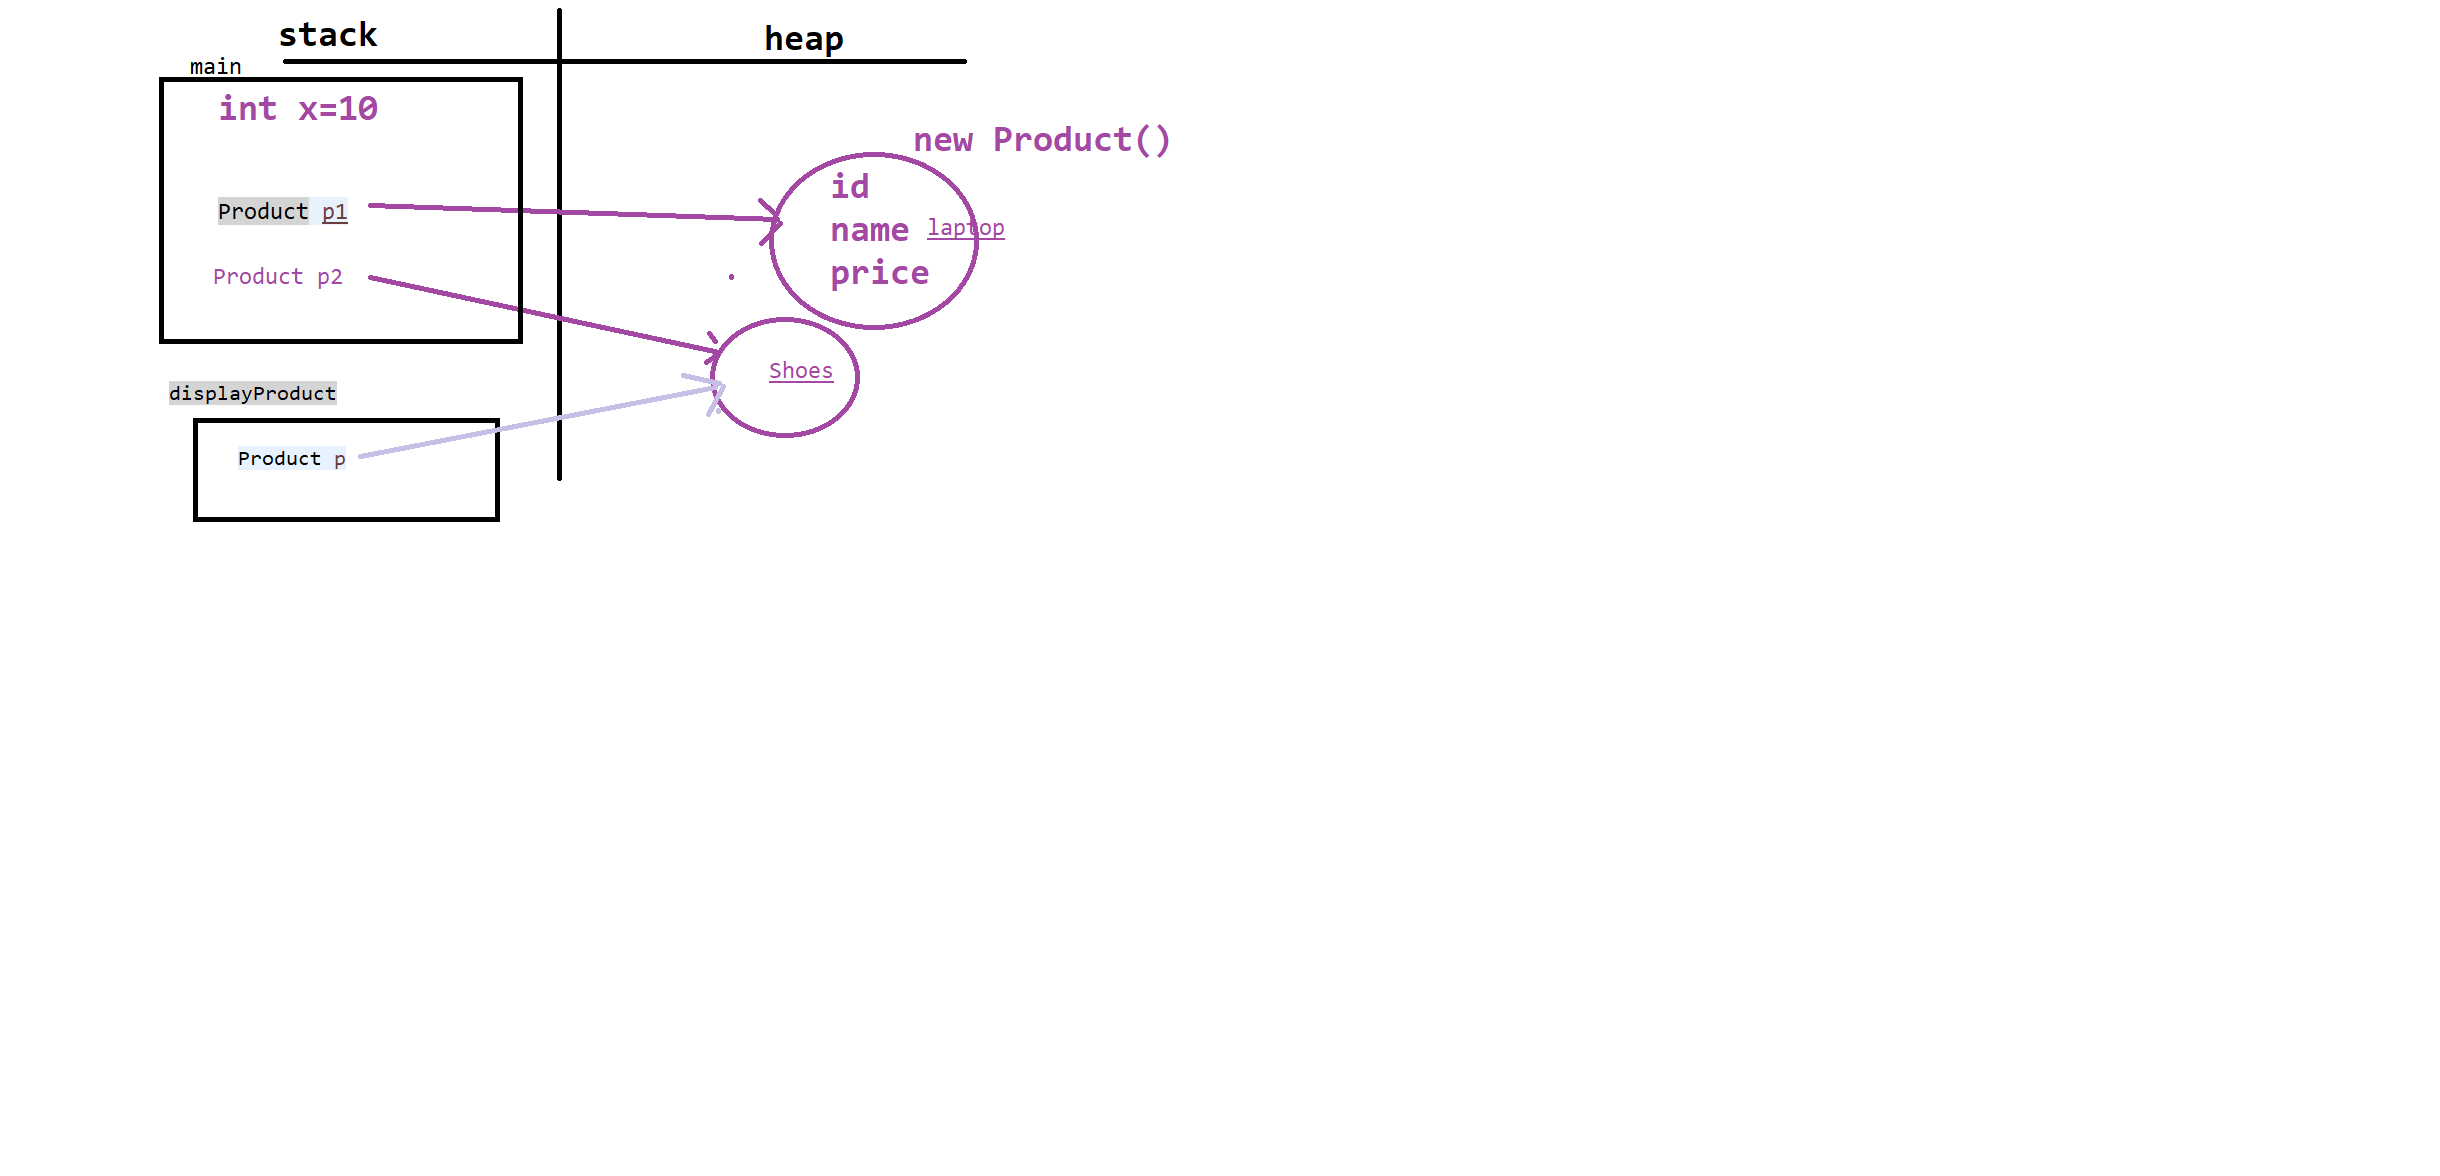 stack
heap
main
int x=10
new Product()
id
Product p1
name laptop
price
Product p2
Shoes
displayProduct
Product p